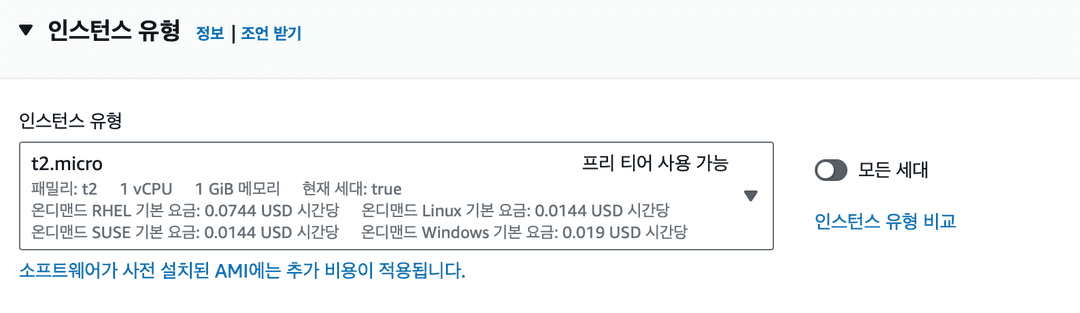 인스턴스 유형 정보 | 조언 받기
인스턴스 유형
t2.micro 프리 티어 사용 가능
패밀리: t2 1 vCPU 1 GiB 메모리 현재 세대: true
온디맨드 RHEL 기본 요금: 0.0744 USD 시간당 온디맨드 Linux 기본 요금: 0.0144 USD 시간당
온디맨드 SUSE 기본 요금: 0.0144 USD 시간당 온디맨드 Windows 기본 요금: 0.019 USD 시간당
모든 세대
인스턴스 유형 비교
소프트웨어가 사전 설치된 AMI에는 추가 비용이 적용됩니다.